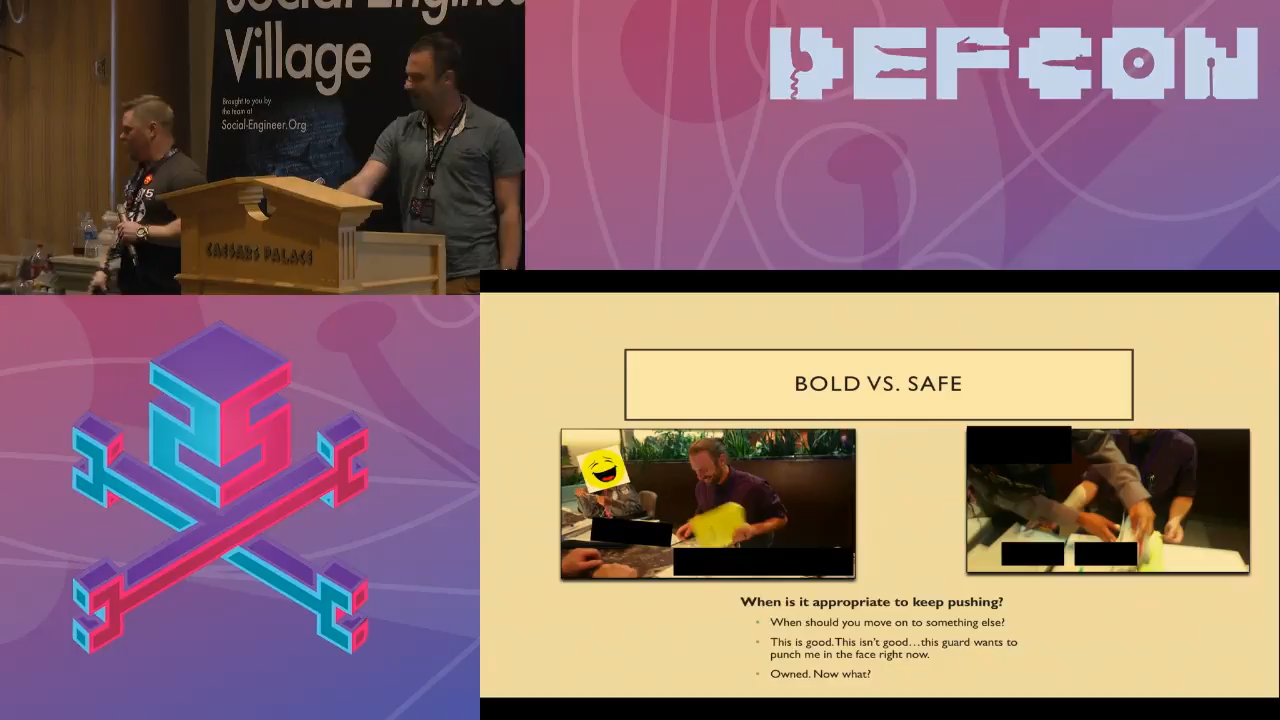 Social-Engineer
Village
Brought to you by
the team at
Social-Engineer.Org
CAESARS PALACE
DEFCON
BOLD VS. SAFE
When is it appropriate to keep pushing?
When should you move on to something else?
This is good.This isn't good…this guard wants to
punch me in the face right now.
Owned. Now what?